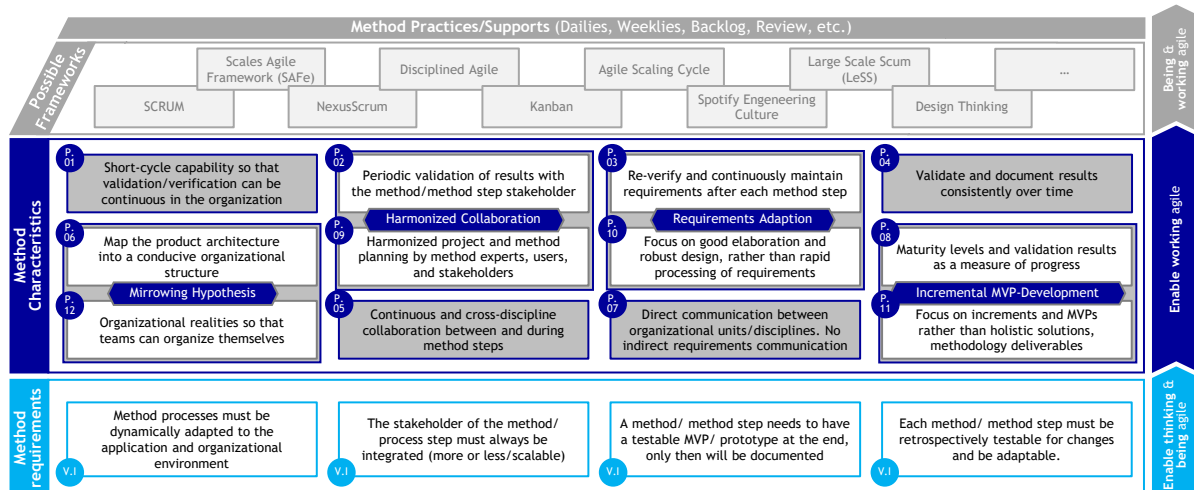 Method Practices/Supports (Dailies, Weeklies, Backlog, Review, etc.)
Possible
Frameworks
Scales Agile
Framework (SAFe)
Disciplined Agile
Agile Scaling Cycle
Large Scale Scum
(LeSS)
...
SCRUM
NexusScrum
Kanban
Spotify Engeneering
Culture
Design Thinking
Being &
working agile
Method
Characteristics
P.
01
Short-cycle capability so that
validation/verification can be
continuous in the organization
P.
02
Periodic validation of results with
the method/method step stakeholder
P.
03
Re-verify and continuously maintain
requirements after each method step
P.
04
Validate and document results
consistently over time
P.
06
Map the product architecture
into a conducive organizational
structure
Mirrowing Hypothesis
P.
12
Organizational realities so that
teams can organize themselves
Harmonized Collaboration
P.
09
Harmonized project and method
planning by method experts, users,
and stakeholders
P.
05
Continuous and cross-discipline
collaboration between and during
method steps
Requirements Adaption
P.
10
Focus on good elaboration and
robust design, rather than rapid
processing of requirements
P.
07
Direct communication between
organizational units/disciplines. No
indirect requirements communication
P.
08
Maturity levels and validation results
as a measure of progress
Incremental MVP-Development
P.
11
Focus on increments and MVPs
rather than holistic solutions,
methodology deliverables
Enable working agile
Method
requirements
Method processes must be
dynamically adapted to the
application and organizational
environment
V.I
The stakeholder of the method/
process step must always be
integrated (more or less/scalable)
V.I
A method/ method step needs to have
a testable MVP/ prototype at the end,
only then will be documented
V.I
Each method/ method step must be
retrospectively testable for changes
and be adaptable.
V.I
Enable thinking &
being agile